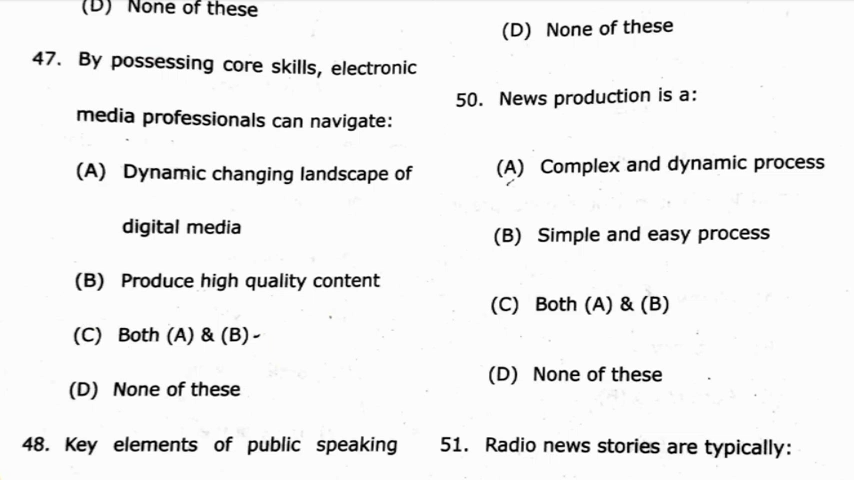 (D) None of these
47. By possessing core skills, electronic
media professionals can navigate:
(A) Dynamic changing landscape of
digital media
(B) Produce high quality content
(C) Both (A) & (B)
(D) None of these
48. Key elements of public speaking
(D) None of these
50. News production is a:
(A) Complex and dynamic process
(B) Simple and easy process
(C) Both (A) & (B)
(D) None of these
51. Radio news stories are typically: